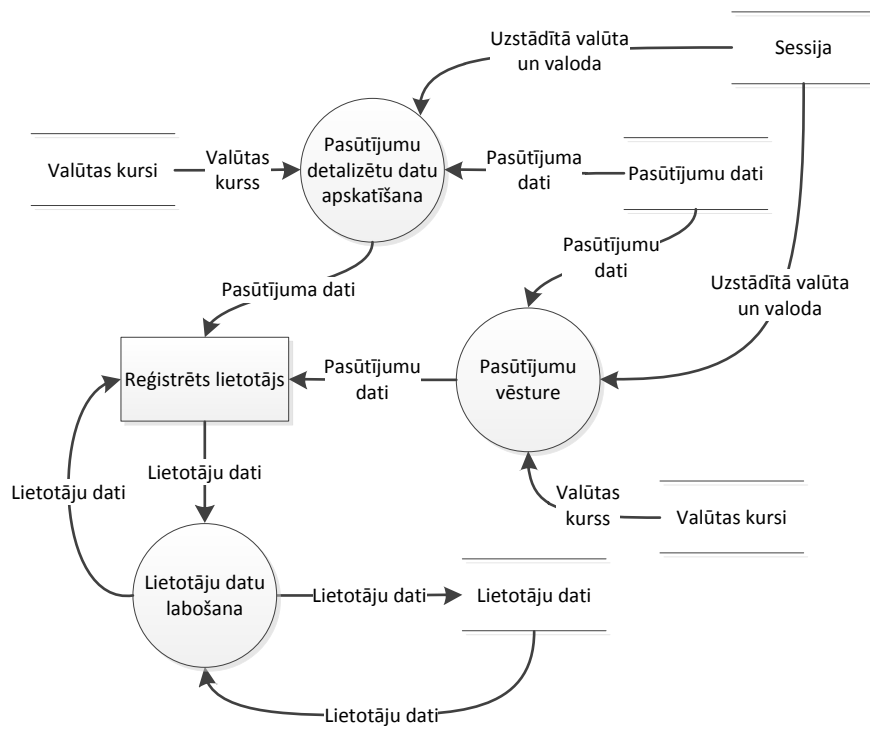 Uzstādītā valūta
un valoda
Sessija
Pasūtījumu
detalizētu datu
apskatīšana
Valūtas kursi
Valūtas
kurss
Pasūtījuma
dati
Pasūtījumu dati
Pasūtījumu
dati
Uzstādītā valūta
un valoda
Pasūtījuma dati
Reģistrēts lietotājs
Pasūtījumu
dati
Pasūtījumu
vēsture
Lietotāju dati
Lietotāju dati
Valūtas
kurss
Valūtas kursi
Lietotāju datu
labošana
Lietotāju dati
Lietotāju dati
Lietotāju dati